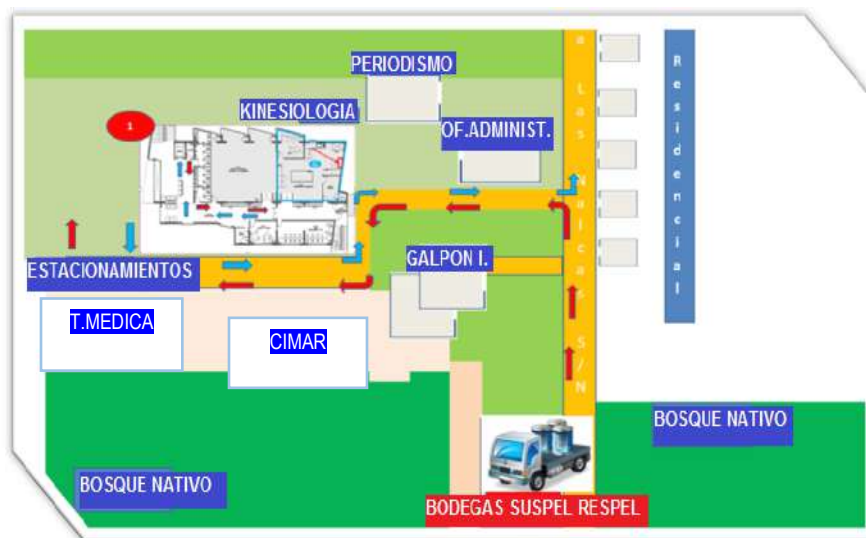 PERIODISMO
KINESIOLOGIA
OF.ADMINIST.
1
a Las Nalcas S/N
Residencial
GALPON I.
ESTACIONAMIENTOS
T.MEDICA
CIMAR
BOSQUE NATIVO
BOSQUE NATIVO
BODEGAS SUSPEL RESPEL